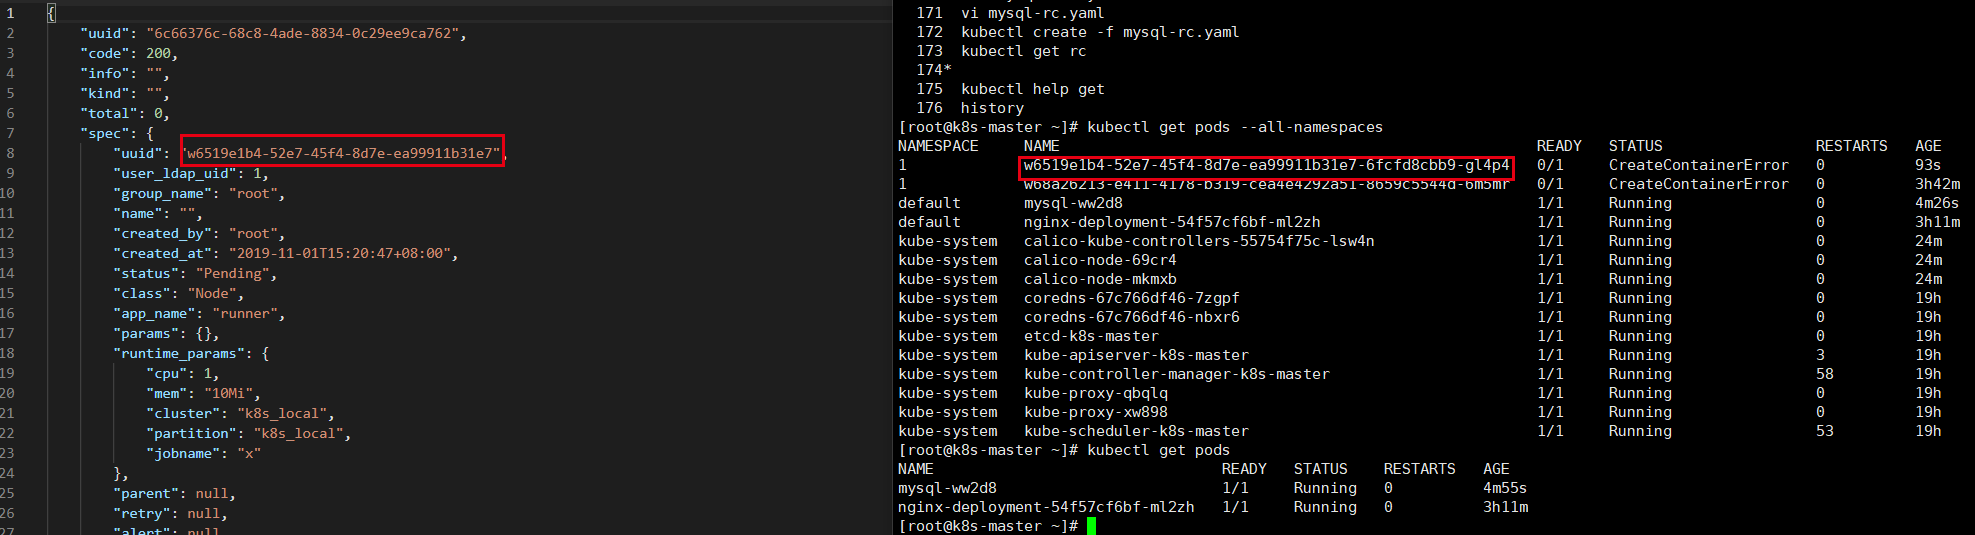 1 {
2 "uuid": "6c66376c-68c8-4ade-8834-0c29ee9ca762",
3 "code": 200,
4 "info": "",
5 "kind": "",
6 "total": 0,
7 "spec": {
8 "uuid": "w6519e1b4-52e7-45f4-8d7e-ea99911b31e7",
9 "user_ldap_uid": 1,
10 "group_name": "root",
11 "name": "",
12 "created_by": "root",
13 "created_at": "2019-11-01T15:20:47+08:00",
14 "status": "Pending",
15 "class": "Node",
16 "app_name": "runner",
17 "params": {},
18 "runtime_params": {
19 "cpu": 1,
20 "mem": "10Mi",
21 "cluster": "k8s_local",
22 "partition": "k8s_local",
23 "jobname": "x"
24 },
25 "parent": null,
26 "retry": null,
27 "alert": null,
171 vi mysql-rc.yaml
172 kubectl create -f mysql-rc.yaml
173 kubectl get rc
174*
175 kubectl help get
176 history
[root@k8s-master ~]# kubectl get pods --all-namespaces
NAMESPACE NAME READY STATUS RESTARTS AGE
1 w6519e1b4-52e7-45f4-8d7e-ea99911b31e7-6fcfd8cbb9-gl4p4 0/1 CreateContainerError 0 93s
1 w68a26213-e411-4178-b319-cea4e4292a51-8659c5544d-6m5mr 0/1 CreateContainerError 0 3h42m
default mysql-ww2d8 1/1 Running 0 4m26s
default nginx-deployment-54f57cf6bf-ml2zh 1/1 Running 0 3h11m
kube-system calico-kube-controllers-55754f75c-lsw4n 1/1 Running 0 24m
kube-system calico-node-69cr4 1/1 Running 0 24m
kube-system calico-node-mkmxb 1/1 Running 0 24m
kube-system coredns-67c766df46-7zgpf 1/1 Running 0 19h
kube-system coredns-67c766df46-nbxr6 1/1 Running 0 19h
kube-system etcd-k8s-master 1/1 Running 0 19h
kube-system kube-apiserver-k8s-master 1/1 Running 3 19h
kube-system kube-controller-manager-k8s-master 1/1 Running 58 19h
kube-system kube-proxy-qbqlq 1/1 Running 0 19h
kube-system kube-proxy-xw898 1/1 Running 0 19h
kube-system kube-scheduler-k8s-master 1/1 Running 53 19h
[root@k8s-master ~]# kubectl get pods
NAME READY STATUS RESTARTS AGE
mysql-ww2d8 1/1 Running 0 4m55s
nginx-deployment-54f57cf6bf-ml2zh 1/1 Running 0 3h11m
[root@k8s-master ~]#